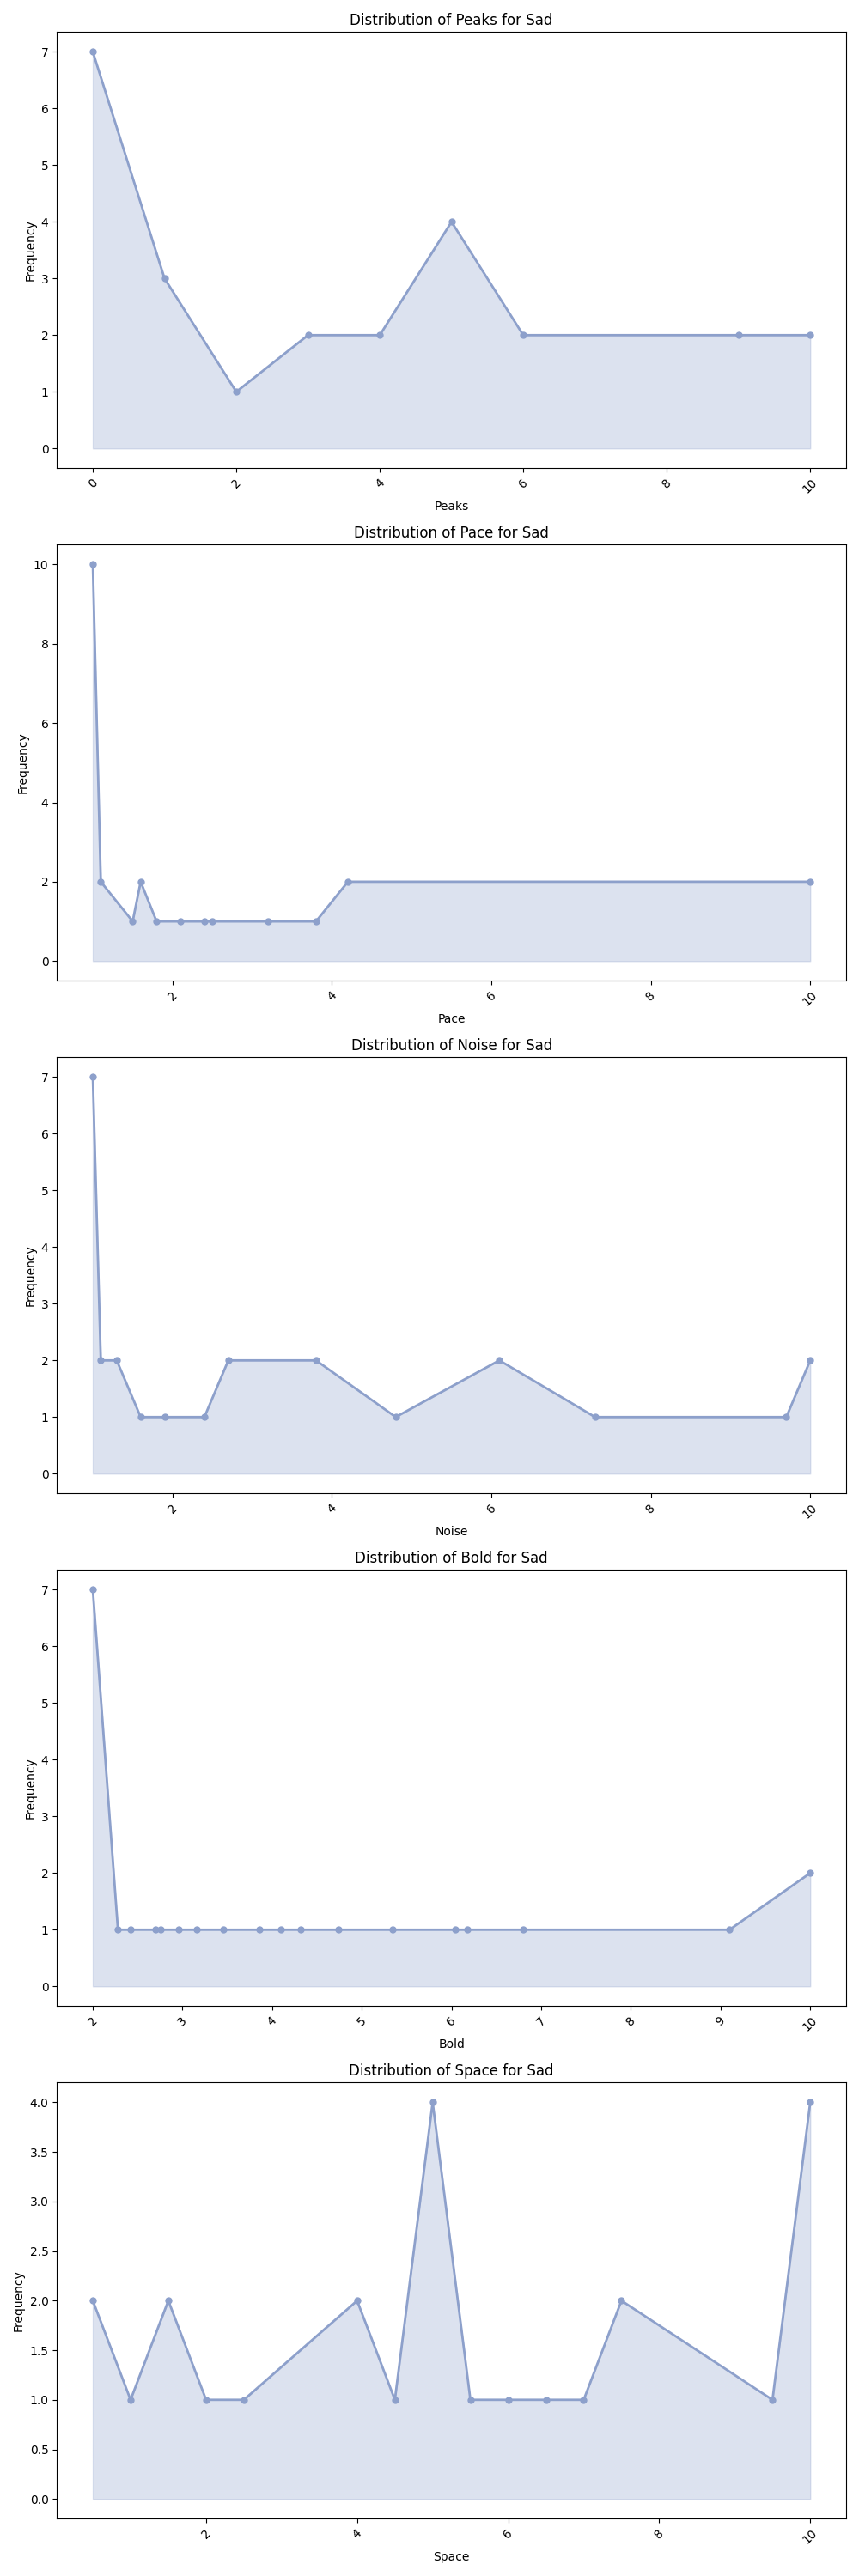 Distribution of Peaks for Sad
Frequency
7
6
5
4
3
2
1
0
0 2 4 6 8 10
Peaks
Distribution of Pace for Sad
Frequency
10
8
6
4
2
0
2 4 6 8 10
Pace
Distribution of Noise for Sad
Frequency
7
6
5
4
3
2
1
0
2 4 6 8 10
Noise
Distribution of Bold for Sad
Frequency
7
6
5
4
3
2
1
0
2 3 4 5 6 7 8 9 10
Bold
Distribution of Space for Sad
Frequency
4.0
3.5
3.0
2.5
2.0
1.5
1.0
0.5
0.0
2 4 6 8 10
Space